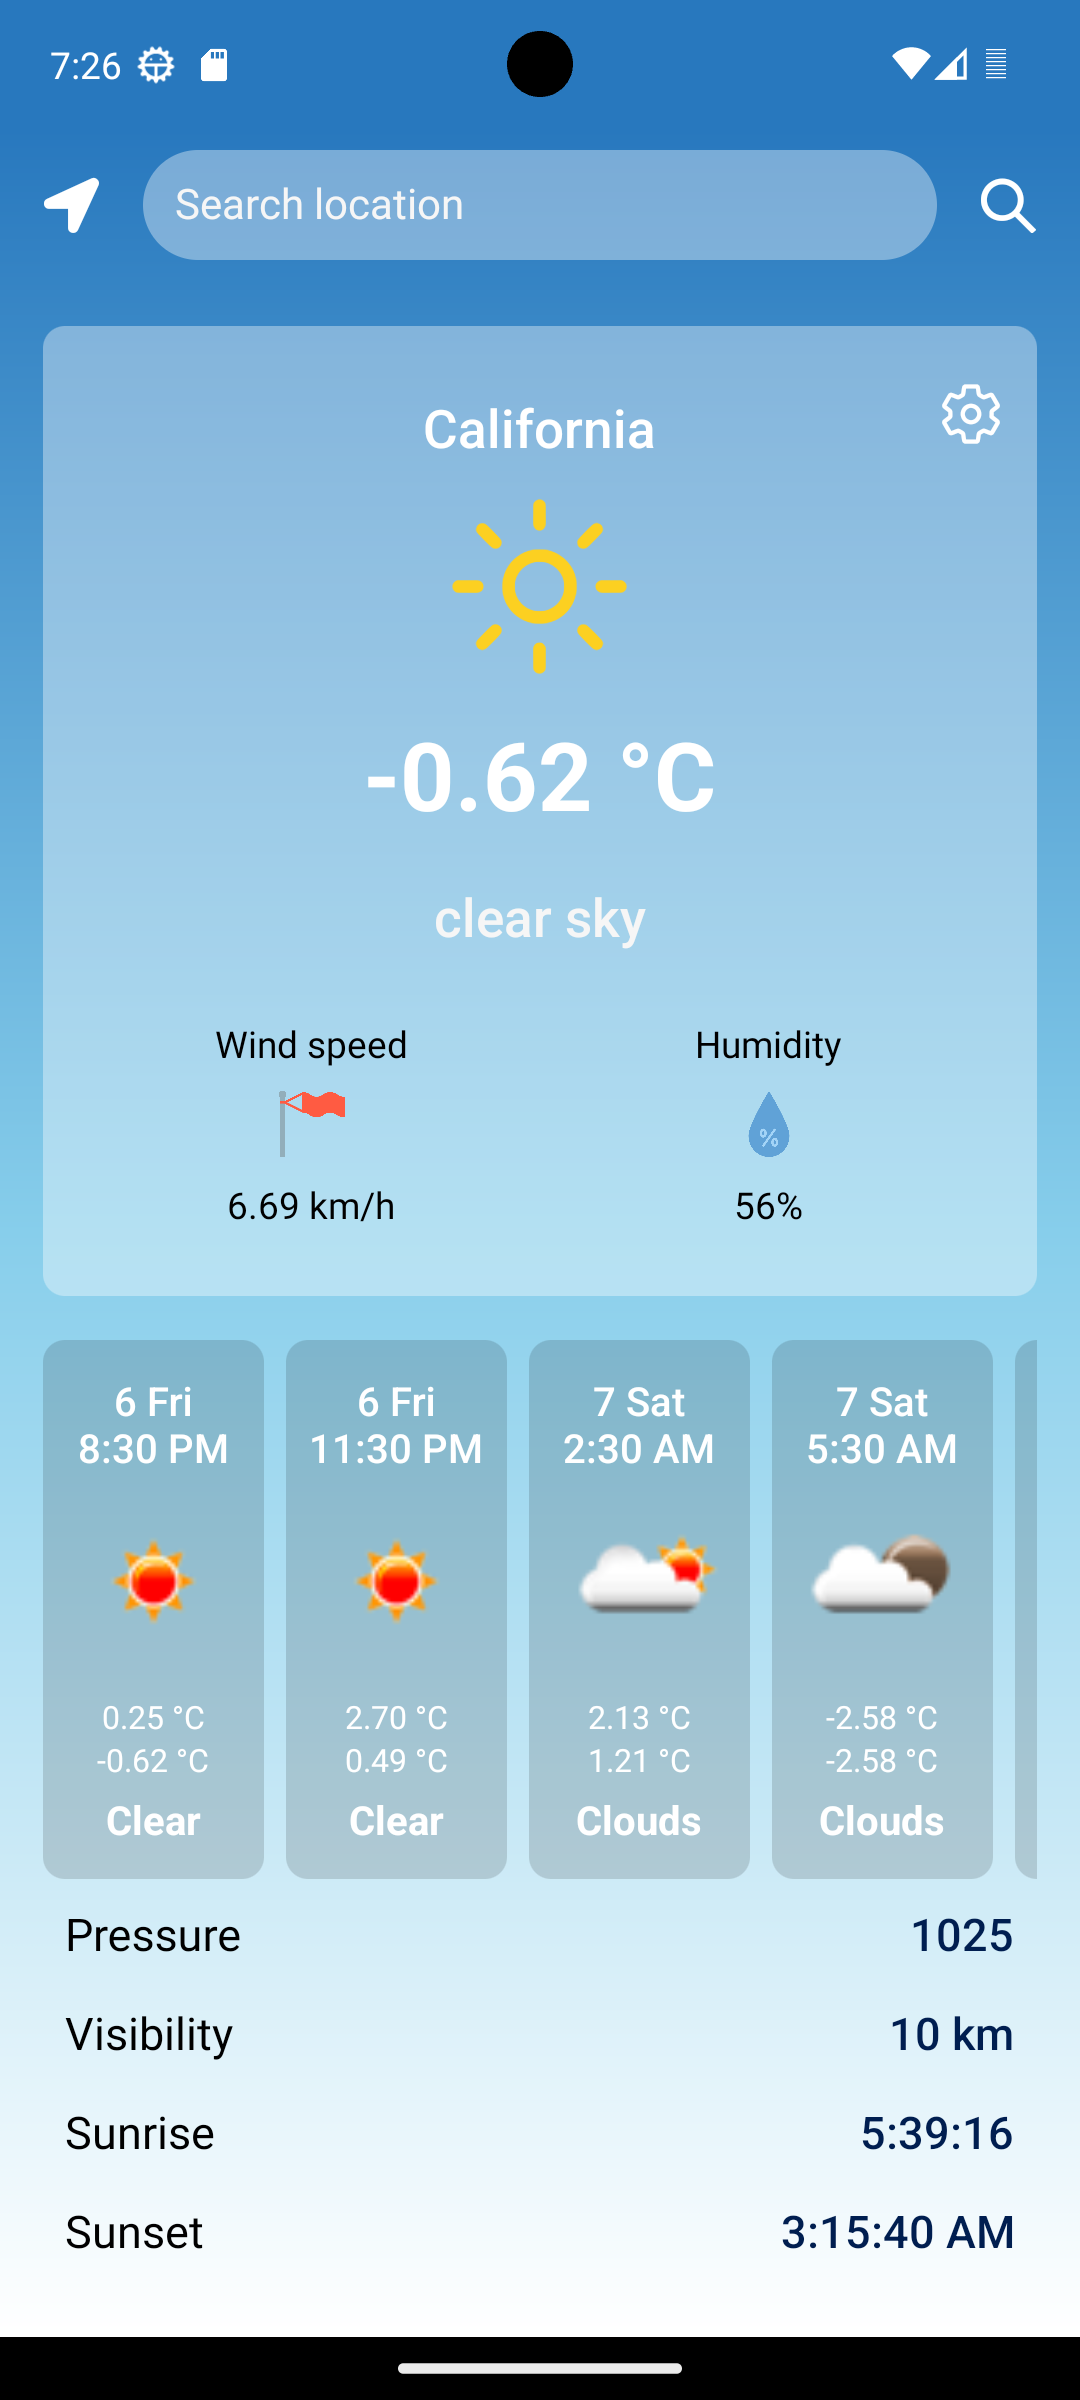 7:26
Search location
California
-0.62 °C
clear sky
Wind speed
Humidity
%
6.69 km/h
56%
6 Fri
8:30 PM
0.25 °C
-0.62 °C
Clear
6 Fri
11:30 PM
2.70 °C
0.49 °C
Clear
7 Sat
2:30 AM
2.13 °C
1.21 °C
Clouds
7 Sat
5:30 AM
-2.58 °C
-2.58 °C
Clouds
Pressure 1025
Visibility 10 km
Sunrise 5:39:16
Sunset 3:15:40 AM